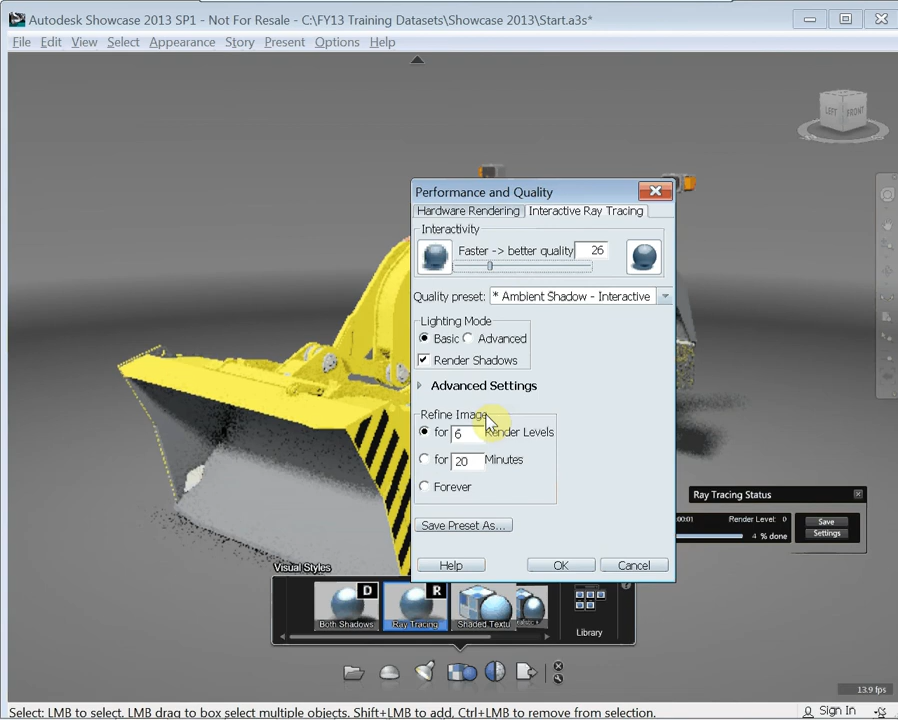 Autodesk Showcase 2013 SP1 - Not For Resale - C:\FY13 Training Datasets\Showcase 2013\Start.a3s*
File Edit View Select Appearance Story Present Options Help
LEFT FRONT
Performance and Quality
Hardware Rendering Interactive Ray Tracing
Interactivity
Faster -> better quality 26
Quality preset: * Ambient Shadow - Interactive
Lighting Mode
Basic Advanced
Render Shadows
Advanced Settings
Refine Image
for 6 Render Levels
for 20 Minutes
Forever
Save Preset As...
Help OK Cancel
Ray Tracing Status
:00:01 Render Level: 0 Save
4 % done Settings
Visual Styles
D R
Both Shadows Ray Tracing Shaded Textu
Library
13.9 fps
Select: LMB to select. LMB drag to box select multiple objects. Shift+LMB to add, Ctrl+LMB to remove from selection. Sign In